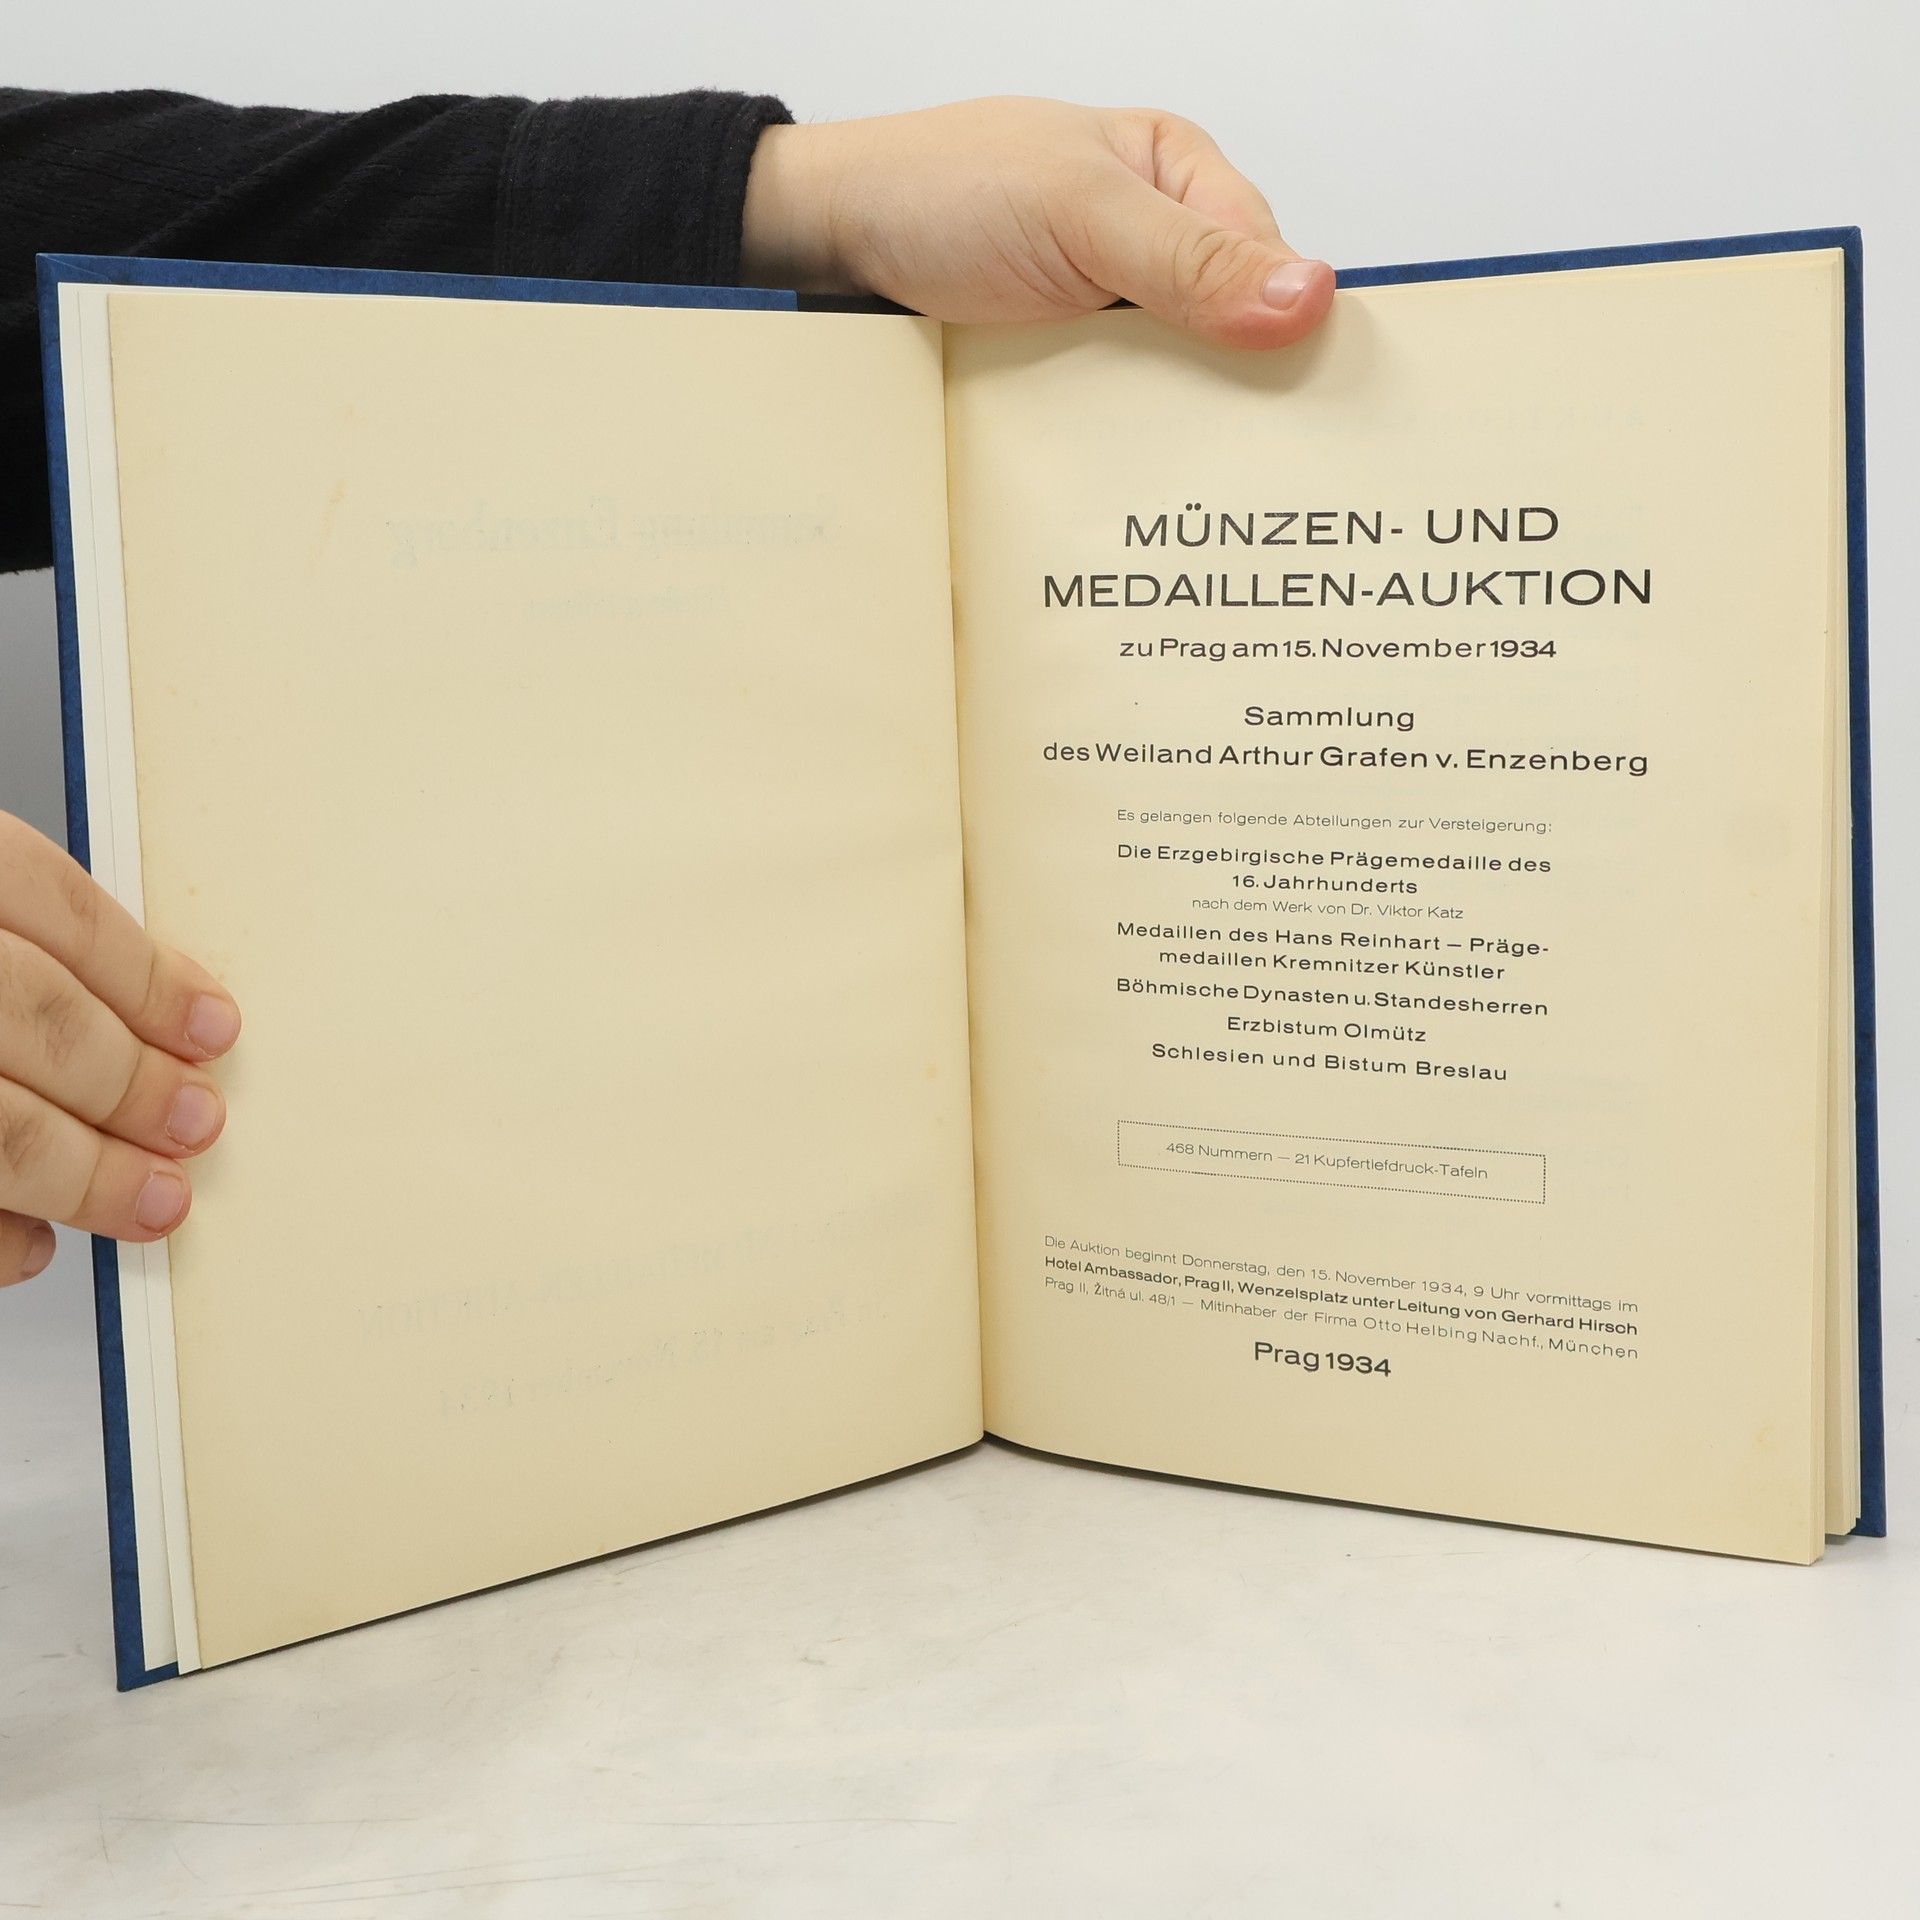 MÜNZEN- UND
MEDAILLEN-AUKTION
zu Prag am 15. November 1934
Sammlung
des Weiland Arthur Grafen v. Enzenberg
Es gelangen folgende Abteilungen zur Versteigerung:
Die Erzgebirgische Prägemedaille des
16. Jahrhunderts
nach dem Werk von Dr. Viktor Katz
Medaillen des Hans Reinhart — Präge-
medaillen Kremnitzer Künstler
Böhmische Dynasten u. Standesherren
Erzbistum Olmütz
Schlesien und Bistum Breslau
468 Nummern — 21 Kupfertiefdruck-Tafeln
Die Auktion beginnt Donnerstag, den 15. November 1934, 9 Uhr vormittags im
Hotel Ambassador, Prag II, Wenzelsplatz unter Leitung von Gerhard Hirsch
Prag II, Žitná ul. 48/1 — Mitinhaber der Firma Otto Helbing Nachf., München
Prag 1934